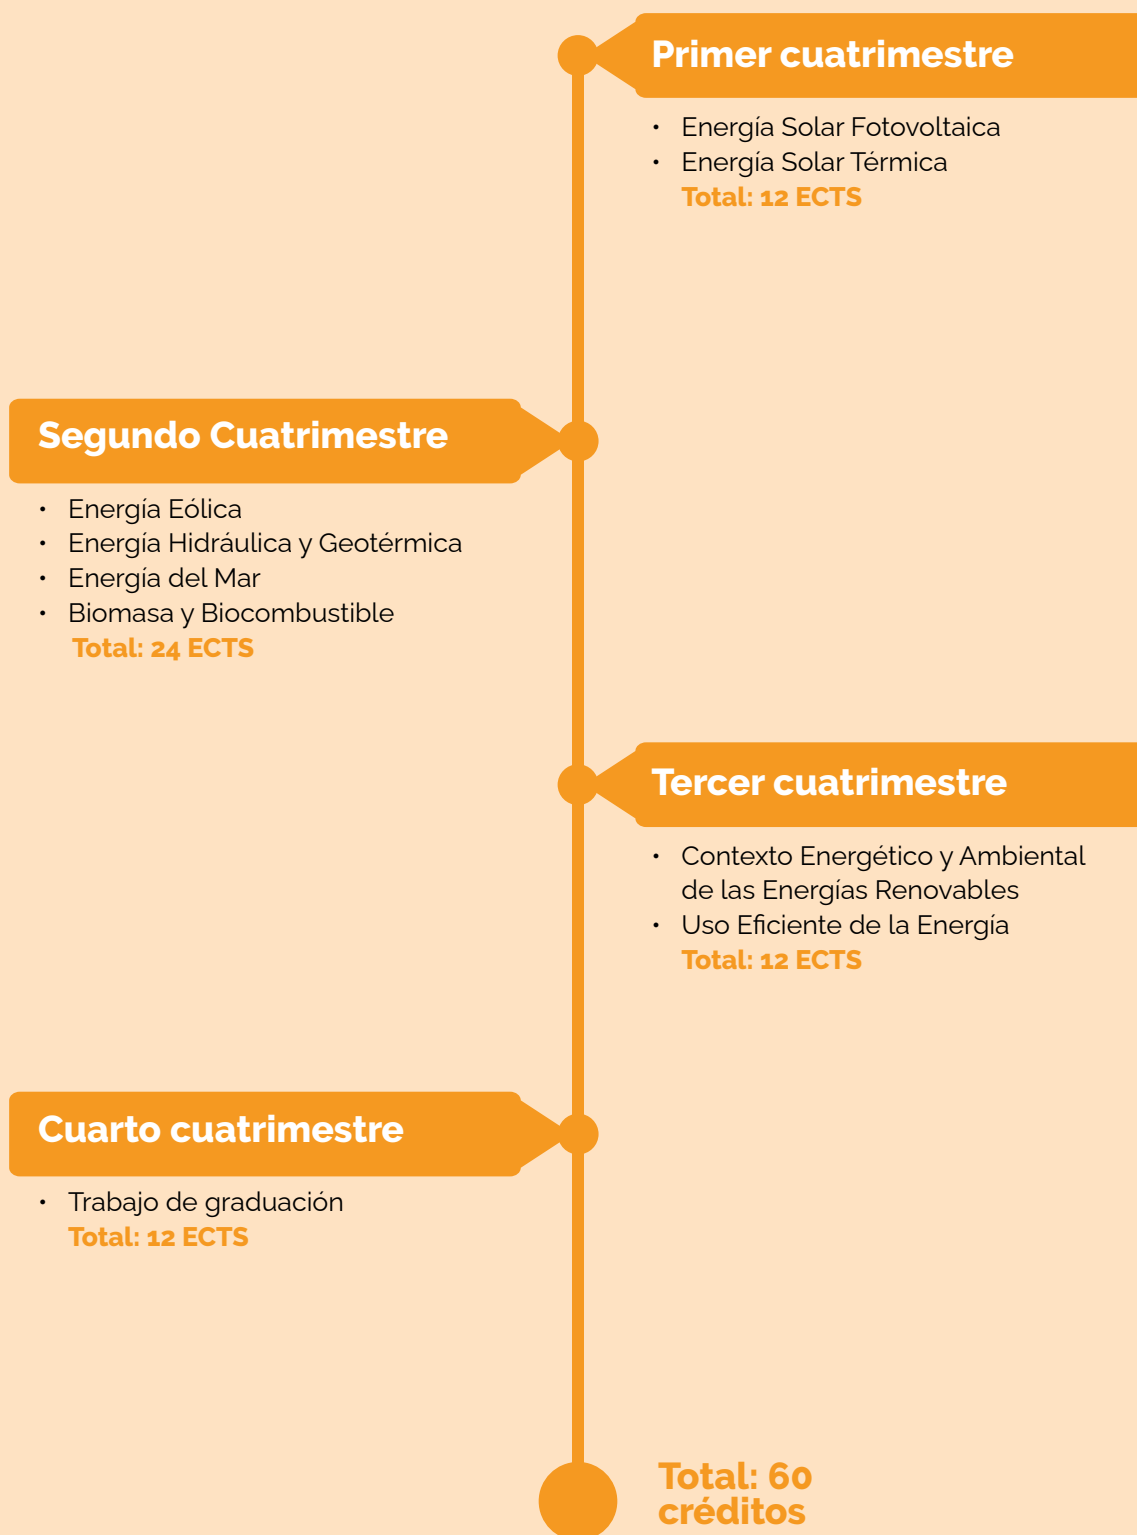 Primer cuatrimestre
• Energía Solar Fotovoltaica
• Energía Solar Térmica
Total: 12 ECTS
Segundo Cuatrimestre
• Energía Eólica
• Energía Hidráulica y Geotérmica
• Energía del Mar
• Biomasa y Biocombustible
Total: 24 ECTS
Tercer cuatrimestre
• Contexto Energético y Ambiental
de las Energías Renovables
• Uso Eficiente de la Energía
Total: 12 ECTS
Cuarto cuatrimestre
• Trabajo de graduación
Total: 12 ECTS
Total: 60
créditos